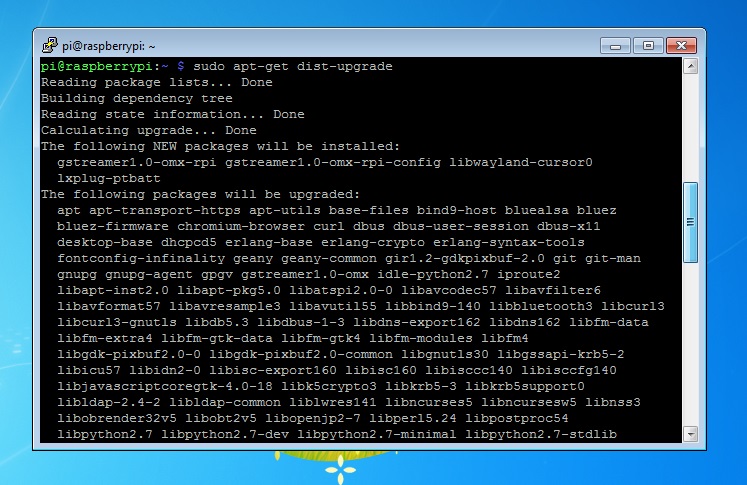 pi@raspberrypi: ~
pi@raspberrypi:~ $ sudo apt-get dist-upgrade
Reading package lists... Done
Building dependency tree
Reading state information... Done
Calculating upgrade... Done
The following NEW packages will be installed:
gstreamer1.0-omx-rpi gstreamer1.0-omx-rpi-config libwayland-cursor0
lxplug-ptbatt
The following packages will be upgraded:
apt apt-transport-https apt-utils base-files bind9-host bluealsa bluez
bluez-firmware chromium-browser curl dbus dbus-user-session dbus-x11
desktop-base dhcpcd5 erlang-base erlang-crypto erlang-syntax-tools
fontconfig-infinality geany geany-common gir1.2-gdkpixbuf-2.0 git git-man
gnupg gnupg-agent gpgv gstreamer1.0-omx idle-python2.7 iproute2
libapt-inst2.0 libapt-pkg5.0 libatspi2.0-0 libavcodec57 libavfilter6
libavformat57 libavresample3 libavutil55 libbind9-140 libbluetooth3 libcurl3
libcurl3-gnutls libdb5.3 libdbus-1-3 libdns-export162 libdns162 libfm-data
libfm-extra4 libfm-gtk-data libfm-gtk4 libfm-modules libfm4
libgdk-pixbuf2.0-0 libgdk-pixbuf2.0-common libgnutls30 libgssapi-krb5-2
libicu57 libidn2-0 libisc-export160 libisc160 libisccc140 libisccfg140
libjavascriptcoregtk-4.0-18 libk5crypto3 libkrb5-3 libkrb5support0
libldap-2.4-2 libldap-common liblwres141 libncurses5 libncursesw5 libnss3
libobrender32v5 libobt2v5 libopenjp2-7 libperl5.24 libpostproc54
libpython2.7 libpython2.7-dev libpython2.7-minimal libpython2.7-stdlib